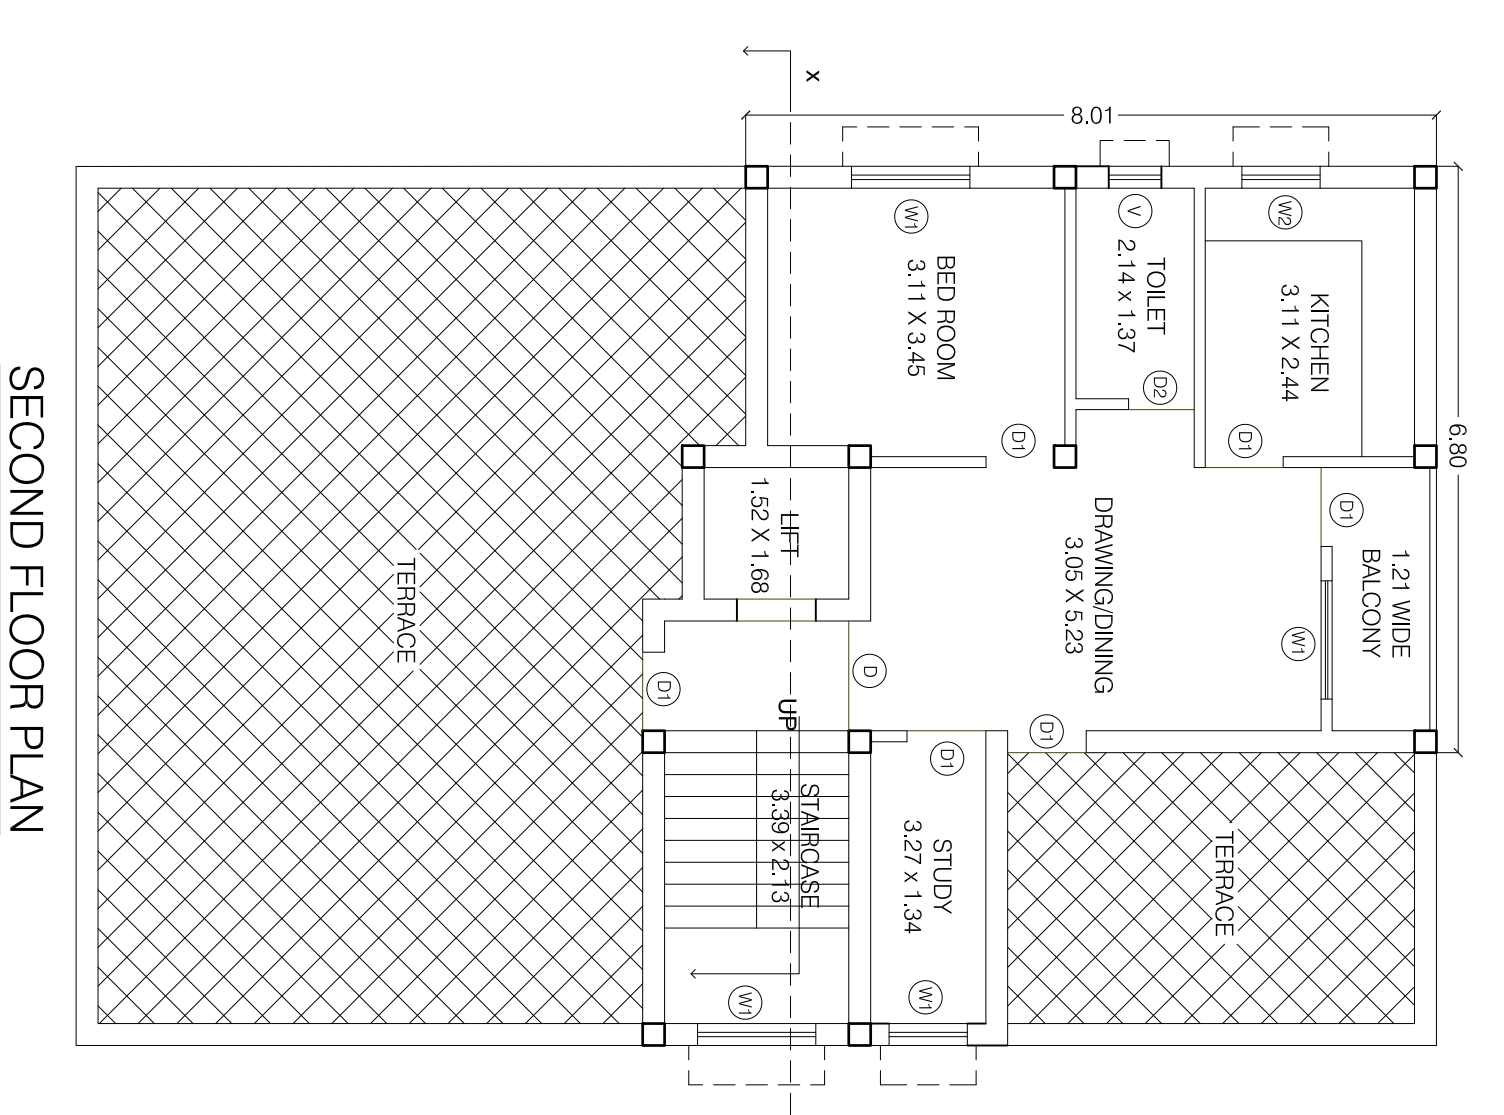 x
8.01
6.80
W1
BED ROOM
3.11 X 3.45
V
TOILET
2.14 x 1.37
D2
W2
KITCHEN
3.11 X 2.44
D1
D1
LIFT
1.52 X 1.68
DRAWING/DINING
3.05 X 5.23
D1
1.21 WIDE
BALCONY
W1
D
D1
UP
D1
D1
STAIRCASE
3.39 x 2.13
STUDY
3.27 x 1.34
W1
W1
TERRACE
TERRACE
SECOND FLOOR PLAN